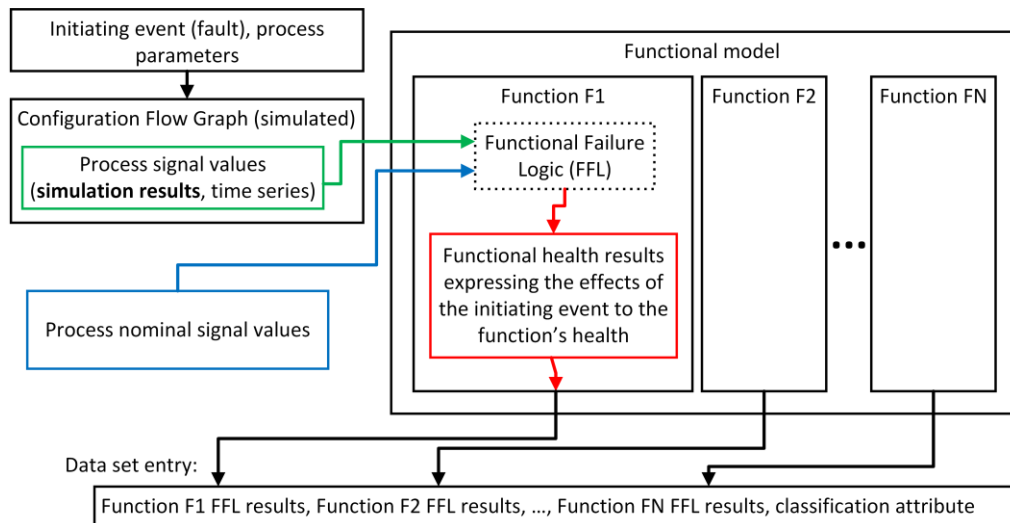 Initiating event (fault), process
parameters
Configuration Flow Graph (simulated)
Process signal values
(simulation results, time series)
Process nominal signal values
Functional model
Function F1
Functional Failure
Logic (FFL)
Functional health results
expressing the effects of
the initiating event to the
function's health
Function F2
...
Function FN
Data set entry:
Function F1 FFL results, Function F2 FFL results, ..., Function FN FFL results, classification attribute